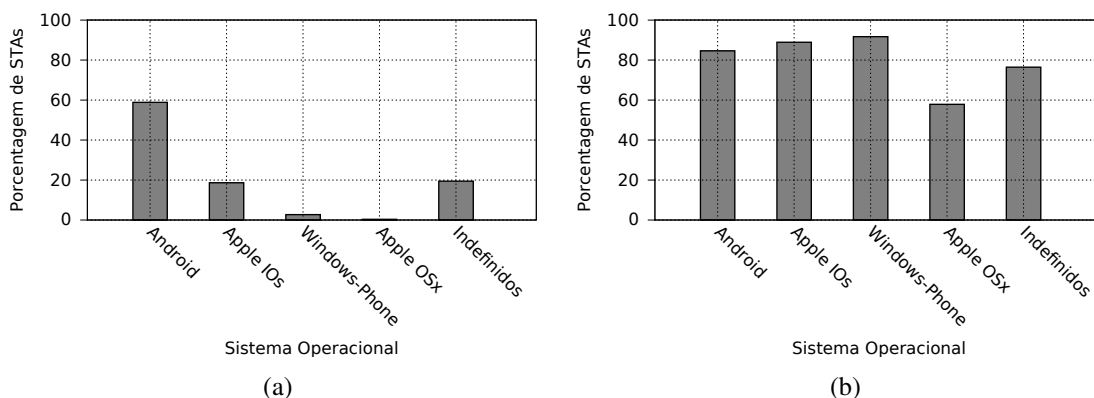 Porcentagem de STAs
100
80
60
40
20
0
Android
Apple IOs
Windows-Phone
Apple OSx
Indefinidos
Sistema Operacional
(a)
Porcentagem de STAs
100
80
60
40
20
0
Android
Apple IOs
Windows-Phone
Apple OSx
Indefinidos
Sistema Operacional
(b)